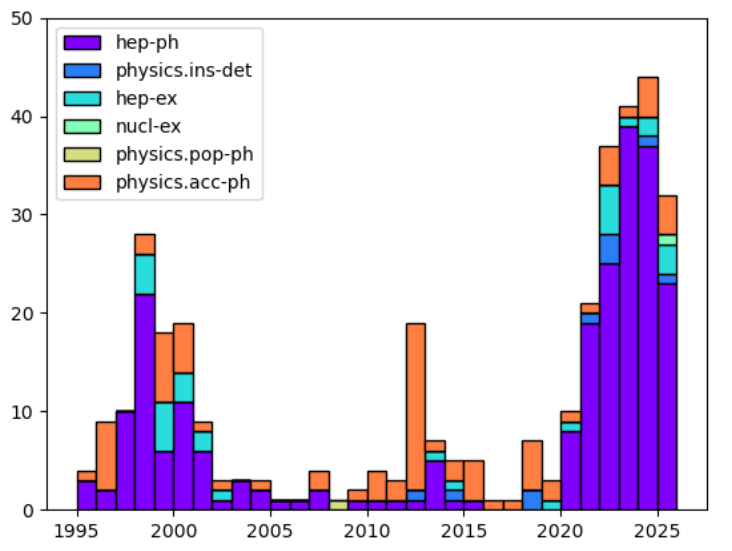 50
40
30
20
10
0
hep-ph
physics.ins-det
hep-ex
nucl-ex
physics.pop-ph
physics.acc-ph
1995 2000 2005 2010 2015 2020 2025